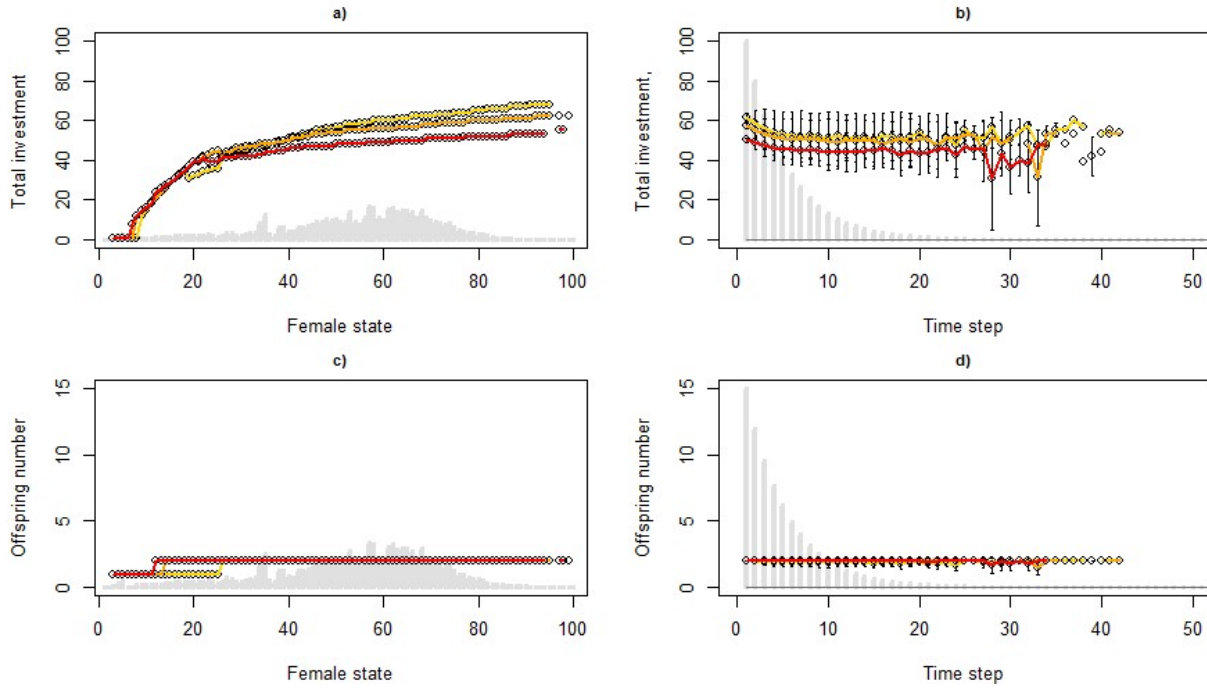 a)
Total investment
100
80
60
40
20
0
0 20 40 60 80 100
Female state
b)
Total investment,
100
80
60
40
20
0
0 10 20 30 40 50
Time step
c)
Offspring number
15
10
5
0
0 20 40 60 80 100
Female state
d)
Offspring number
15
10
5
0
0 10 20 30 40 50
Time step